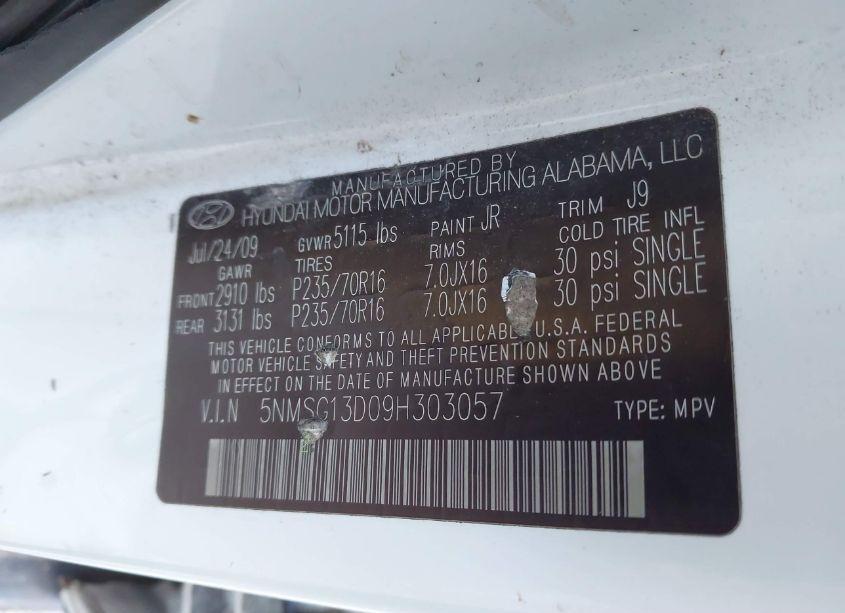 MANUFACTURED BY
HYUNDAI MOTOR MANUFACTURING ALABAMA, LLC
Jul/24/09 GVWR 5115 lbs PAINT JR TRIM J9
GAWR TIRES RIMS COLD TIRE INFL
FRONT 2910 lbs P235/70R16 7.0JX16 30 psi SINGLE
REAR 3131 lbs P235/70R16 7.0JX16 30 psi SINGLE
THIS VEHICLE CONFORMS TO ALL APPLICABLE U.S.A. FEDERAL
MOTOR VEHICLE SAFETY AND THEFT PREVENTION STANDARDS
IN EFFECT ON THE DATE OF MANUFACTURE SHOWN ABOVE
V.I.N 5NMSG13D09H303057 TYPE: MPV